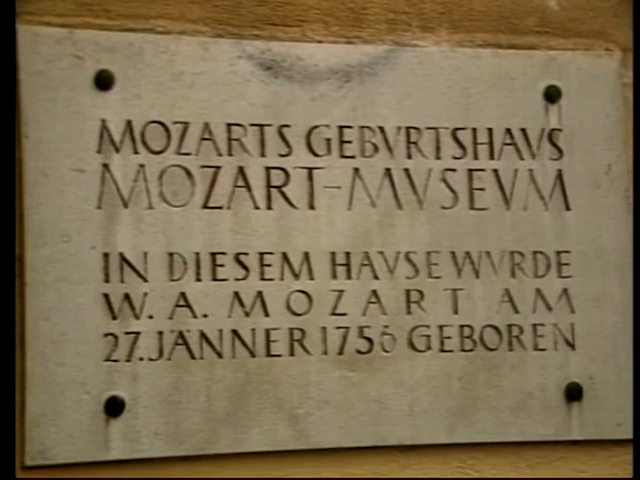 MOZARTS GEBVRTSHAVS
MOZART-MVSEVM
IN DIESEM HAVSE WVRDE
W. A. MOZART AM
27. JÄNNER 1756 GEBOREN